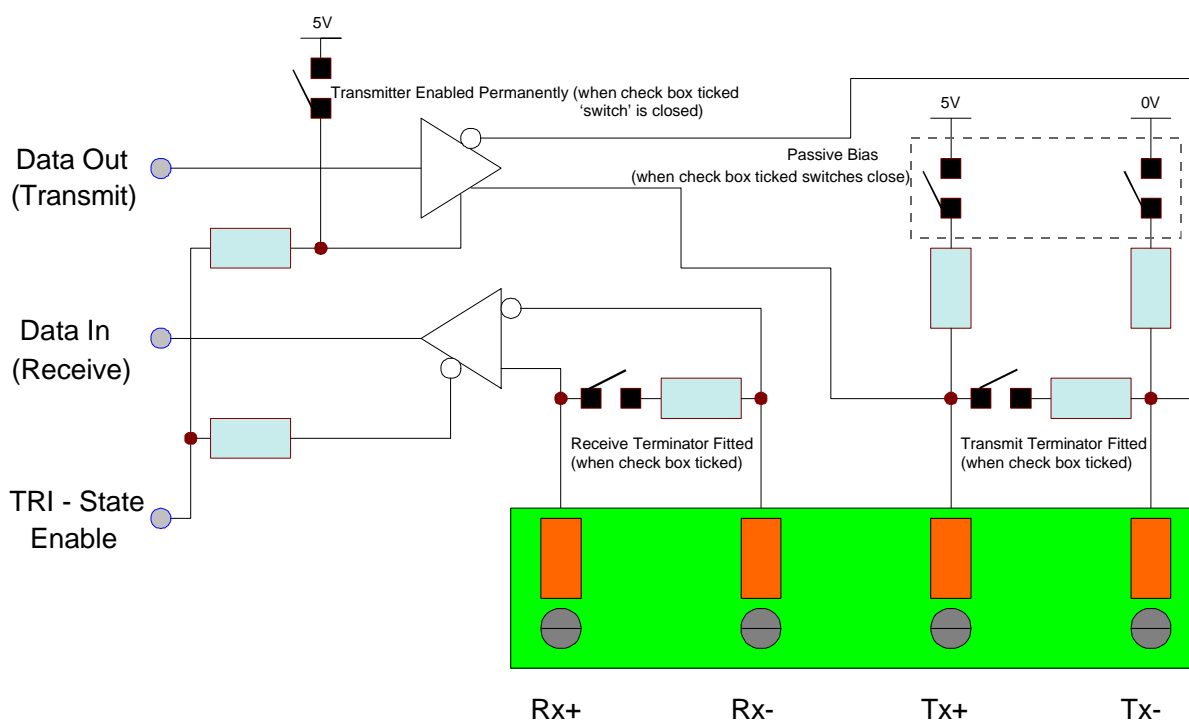 5V
Transmitter Enabled Permanently (when check box ticked
‘switch’ is closed)
5V
0V
Data Out
(Transmit)
Passive Bias
(when check box ticked switches close)
Data In
(Receive)
Receive Terminator Fitted
(when check box ticked)
Transmit Terminator Fitted
(when check box ticked)
TRI - State
Enable
Rx+
Rx-
Tx+
Tx-